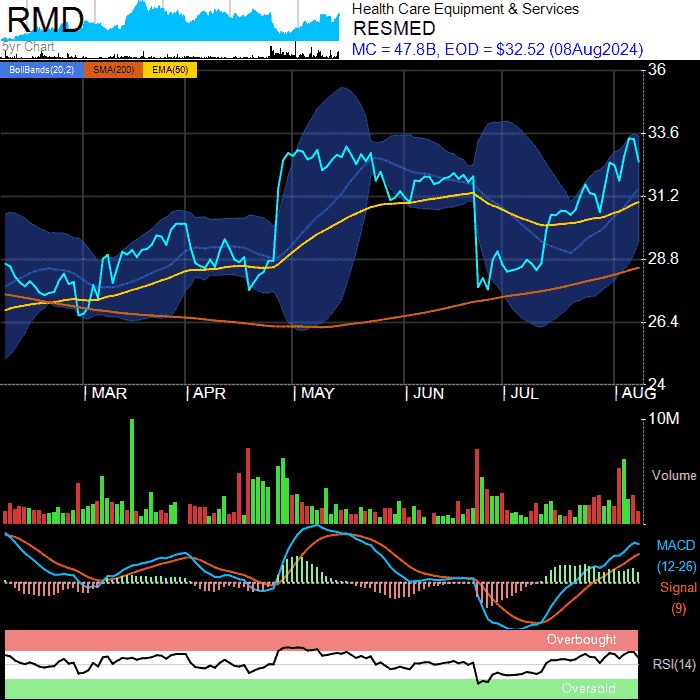 RMD
Health Care Equipment & Services
RESMED
MC = 47.8B, EOD = $32.52 (08Aug2024)
5yr Chart
BollBands(20,2) SMA(200) EMA(50)
36
33.6
31.2
28.8
26.4
24
MAR APR MAY JUN JUL AUG
10M
Volume
MACD
(12-26)
Signal
(9)
Overbought
RSI(14)
Oversold